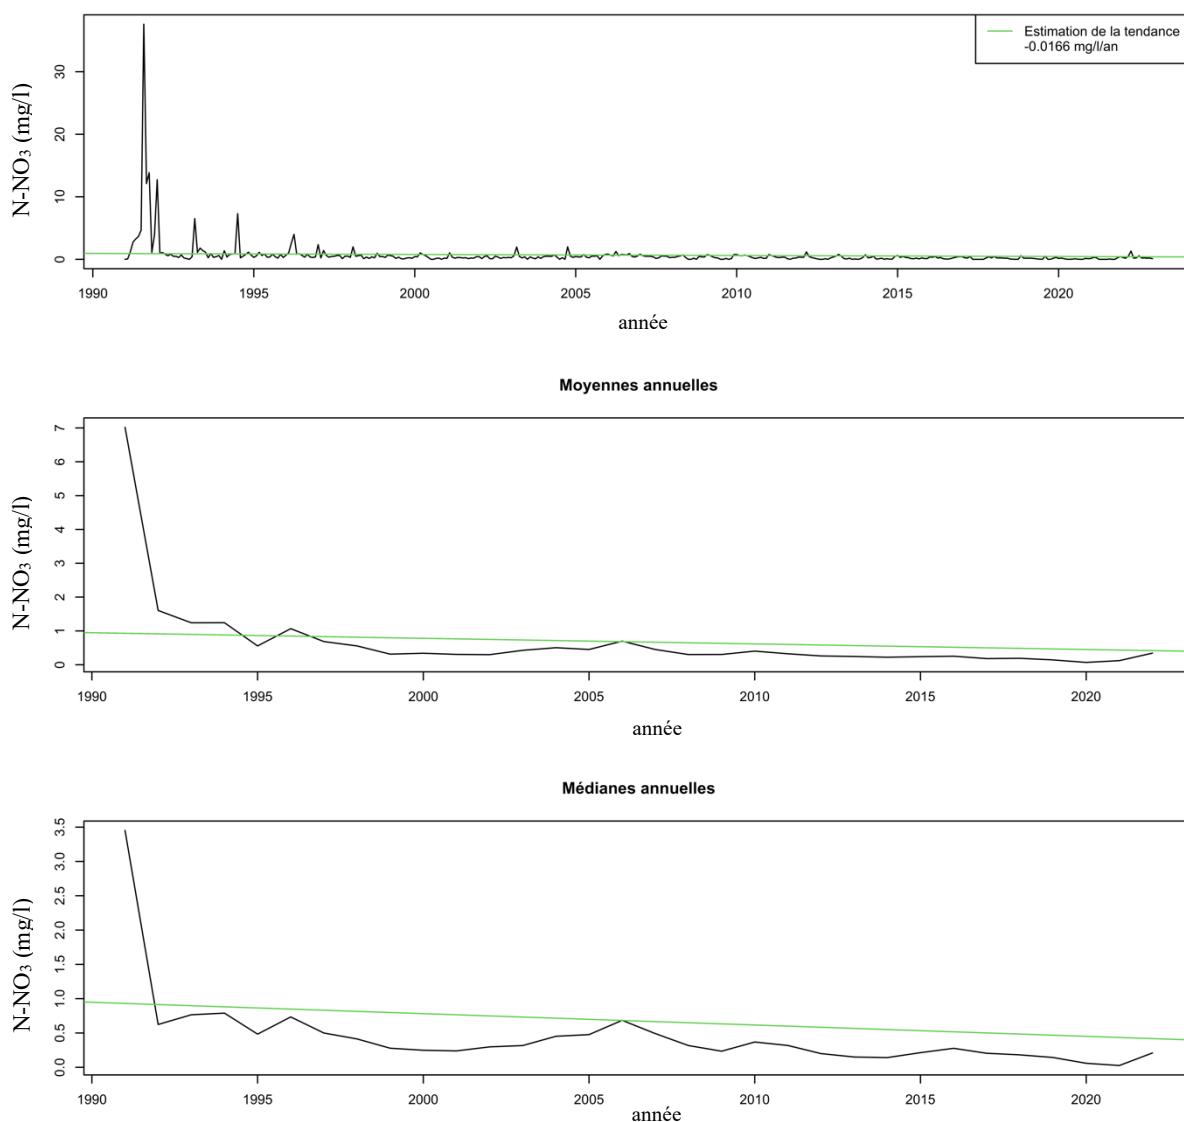 Estimation de la tendance
-0.0166 mg/l/an
N-NO₃ (mg/l)
30
20
10
0
1990 1995 2000 2005 2010 2015 2020
année
Moyennes annuelles
N-NO₃ (mg/l)
7
6
5
4
3
2
1
0
1990 1995 2000 2005 2010 2015 2020
année
Médianes annuelles
N-NO₃ (mg/l)
3.5
3.0
2.5
2.0
1.5
1.0
0.5
0.0
1990 1995 2000 2005 2010 2015 2020
année